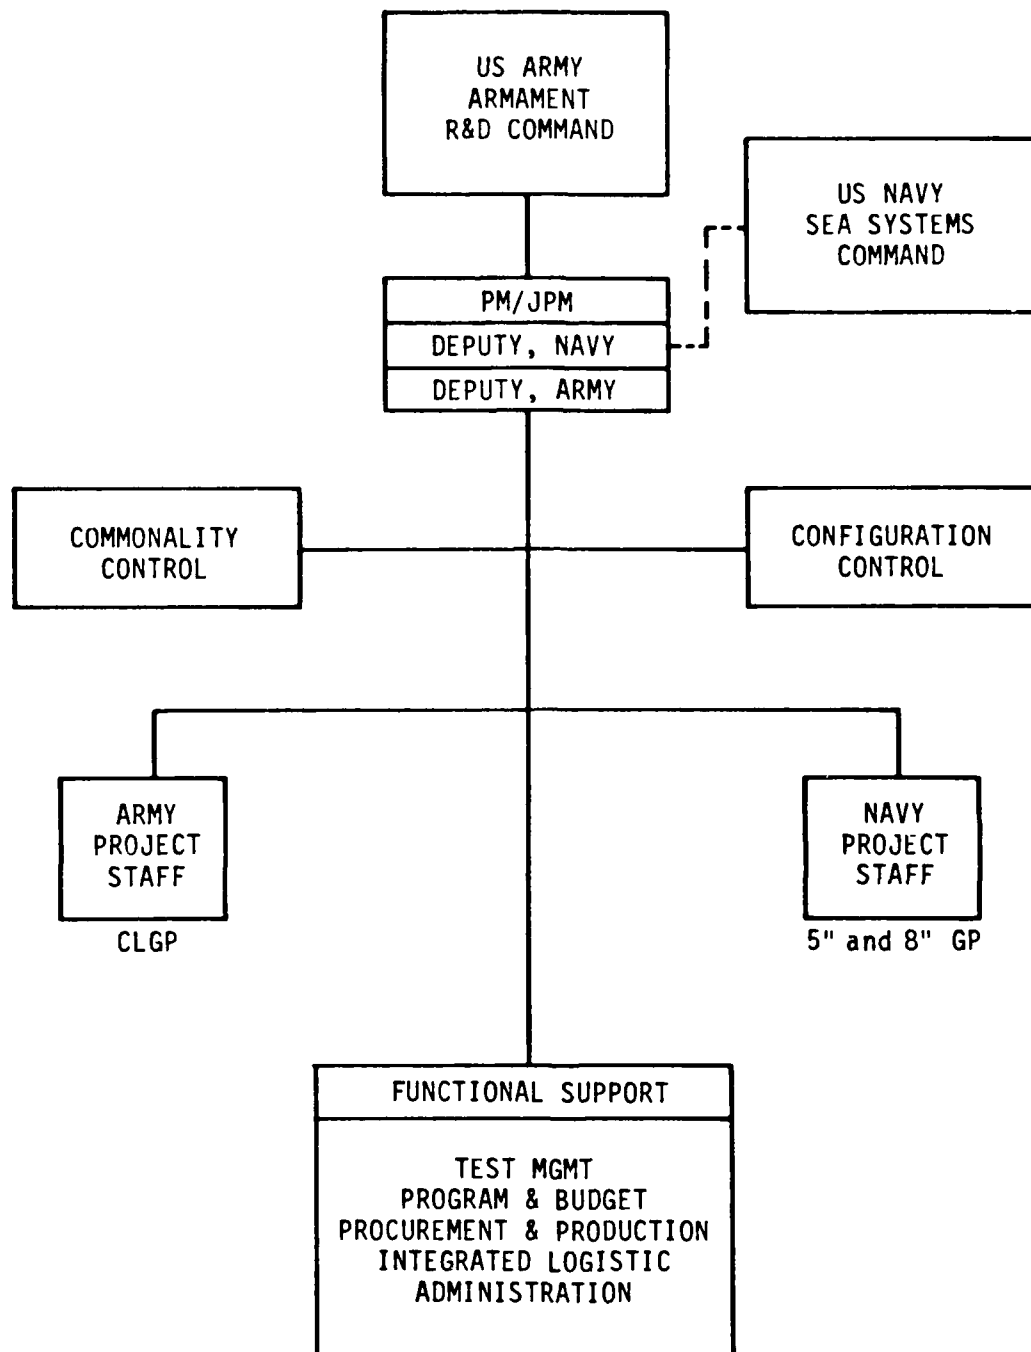 US ARMY
ARMAMENT
R&D COMMAND
US NAVY
SEA SYSTEMS
COMMAND
PM/JPM
DEPUTY, NAVY
DEPUTY, ARMY
COMMONALITY
CONTROL
CONFIGURATION
CONTROL
ARMY
PROJECT
STAFF
CLGP
NAVY
PROJECT
STAFF
5" and 8" GP
FUNCTIONAL SUPPORT
TEST MGMT
PROGRAM & BUDGET
PROCUREMENT & PRODUCTION
INTEGRATED LOGISTIC
ADMINISTRATION